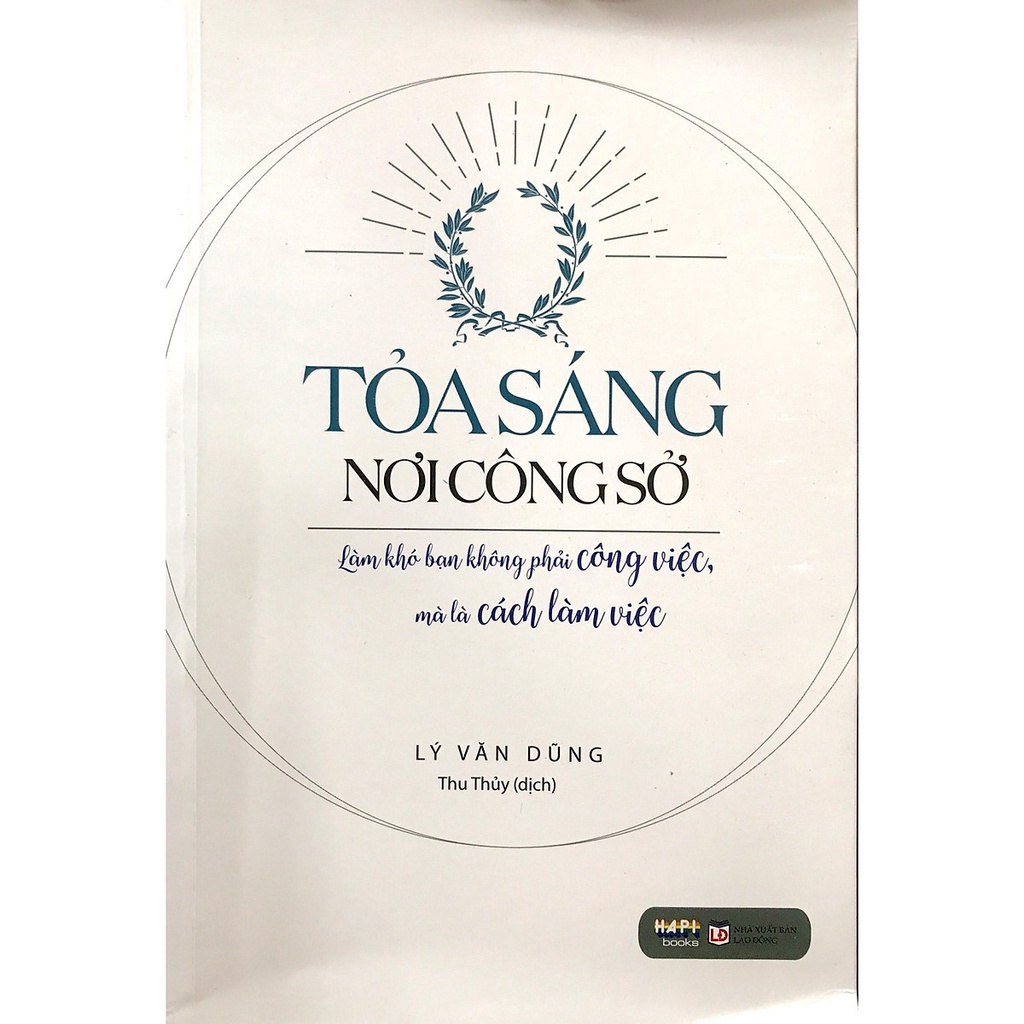 TỎA SÁNG
NƠI CÔNG SỞ
Làm khó bạn không phải công việc,
mà là cách làm việc
LÝ VĂN DŨNG
Thu Thủy (dịch)
HAPI
books
LĐ
NHÀ XUẤT BẢN
LAO ĐỘNG